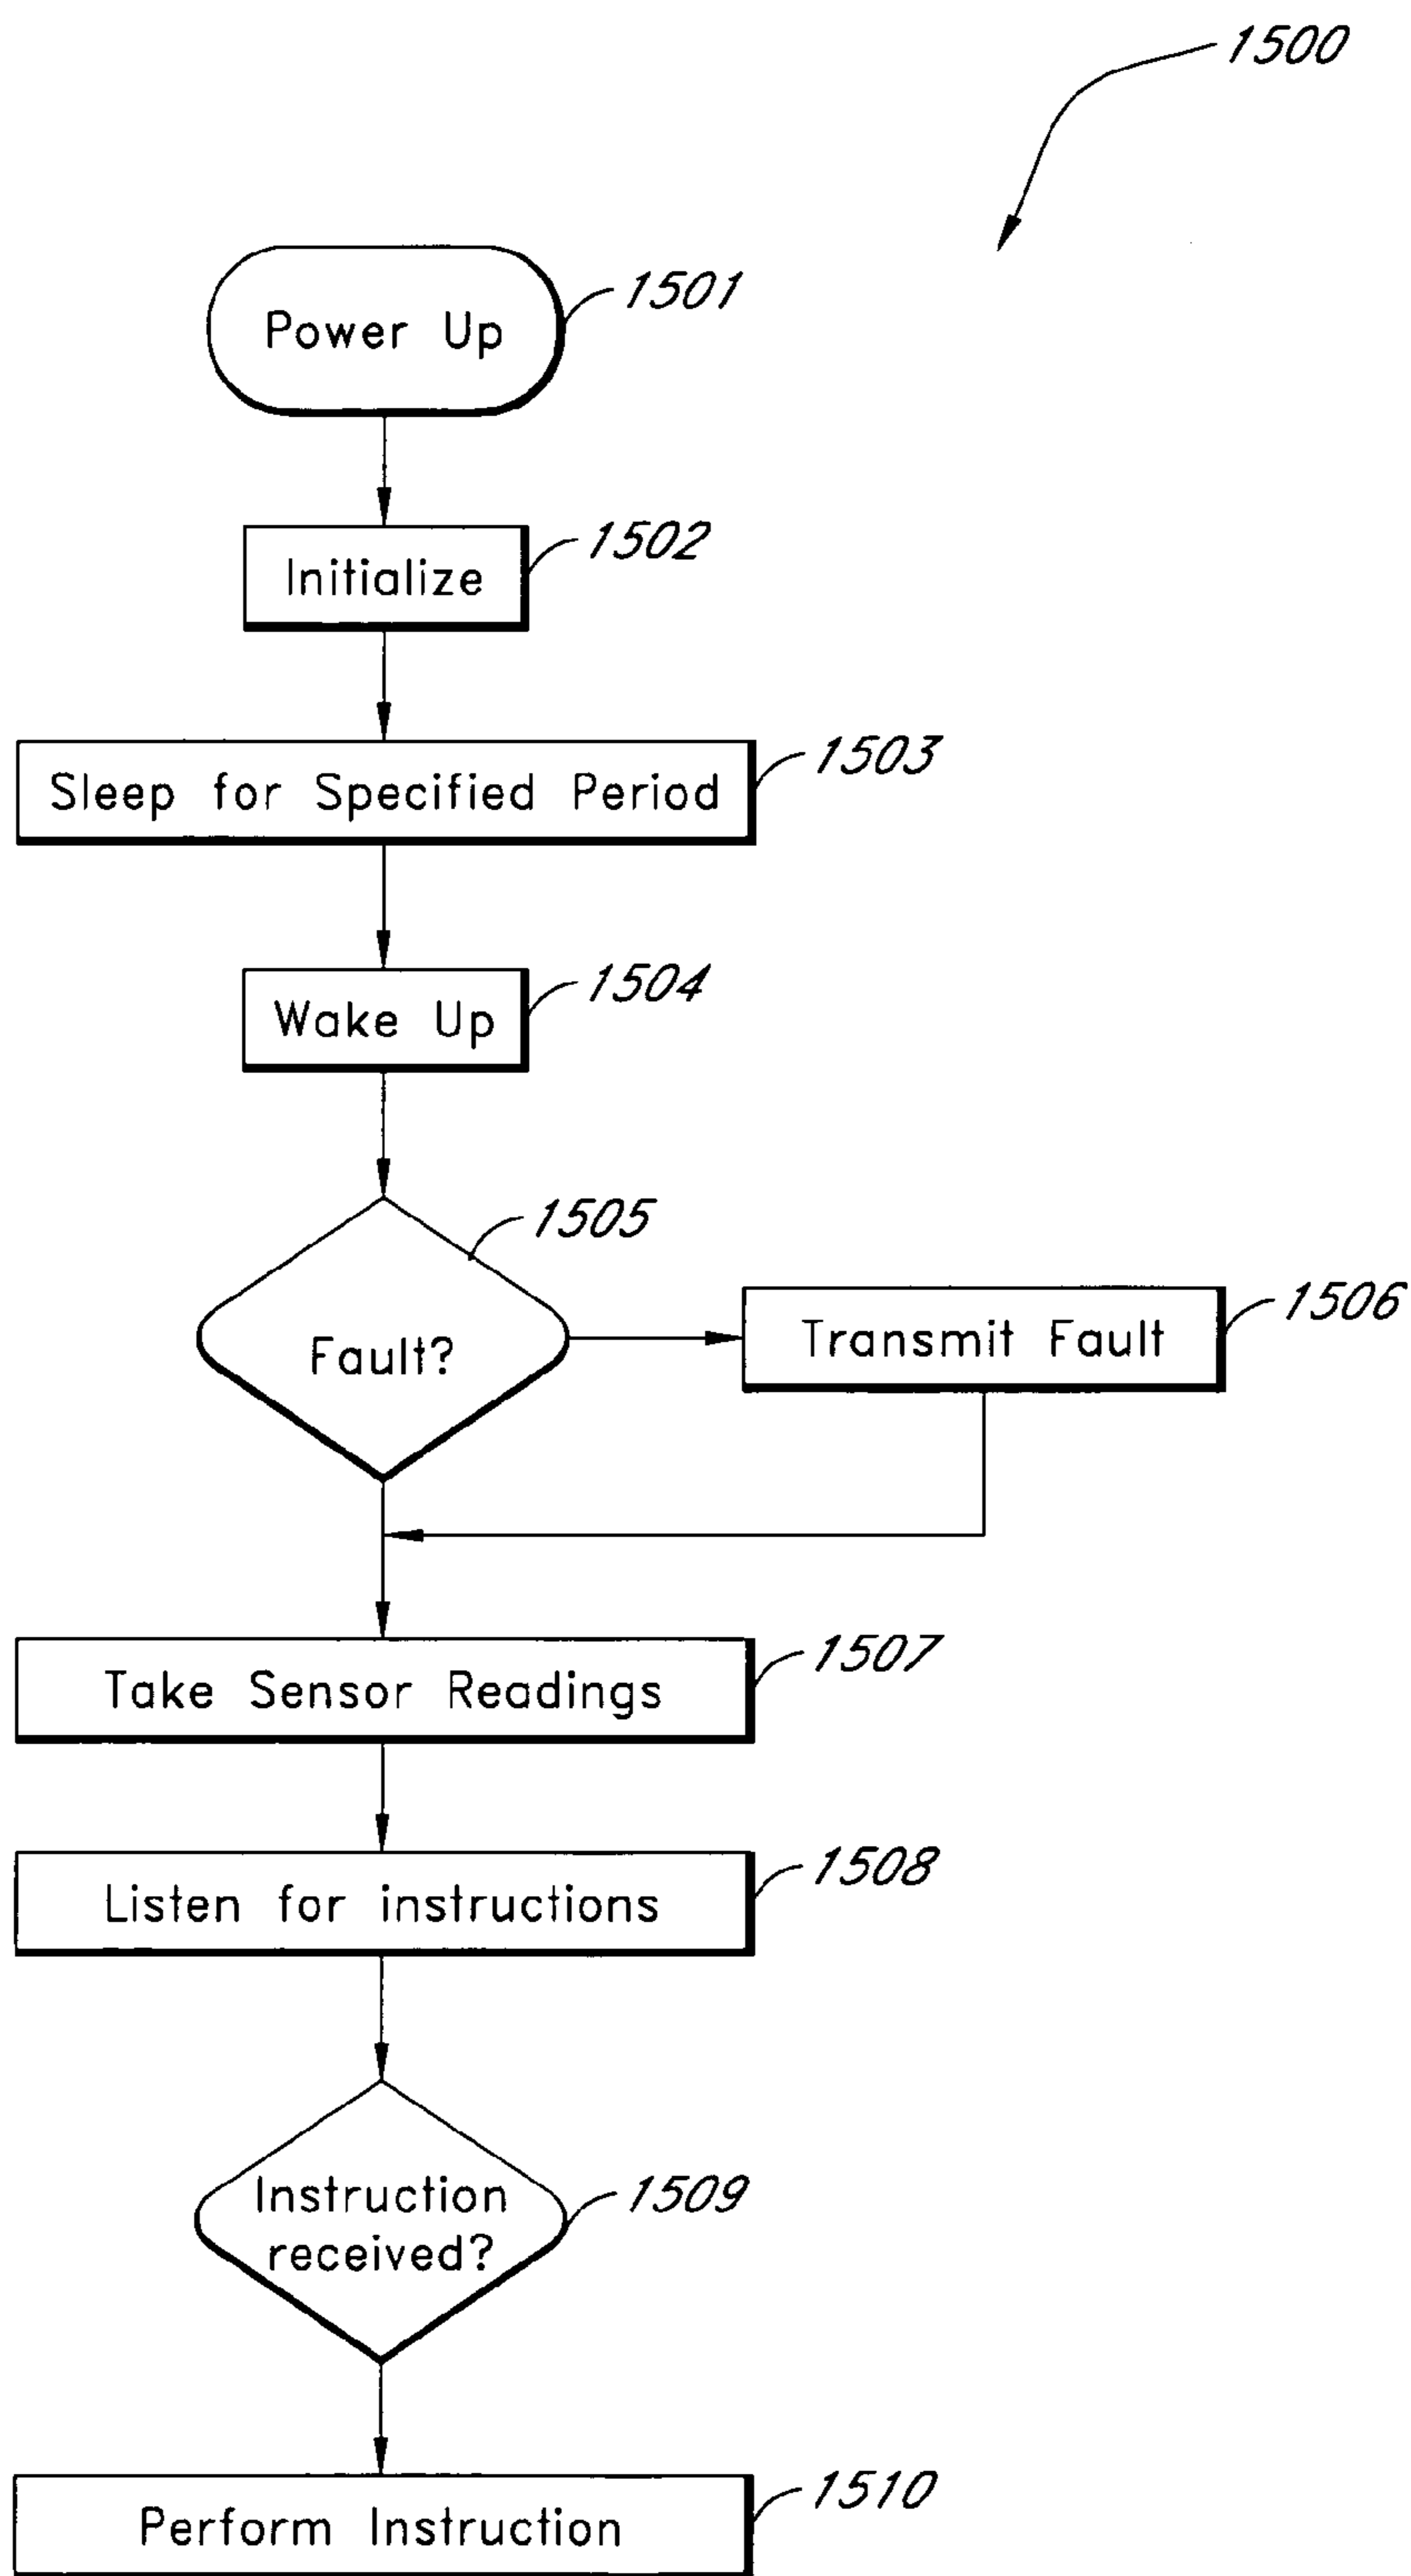 1500
Power Up
1501
Initialize
1502
Sleep for Specified Period
1503
Wake Up
1504
1505
Fault?
Transmit Fault
1506
Take Sensor Readings
1507
Listen for instructions
1508
Instruction
received?
1509
Perform Instruction
1510